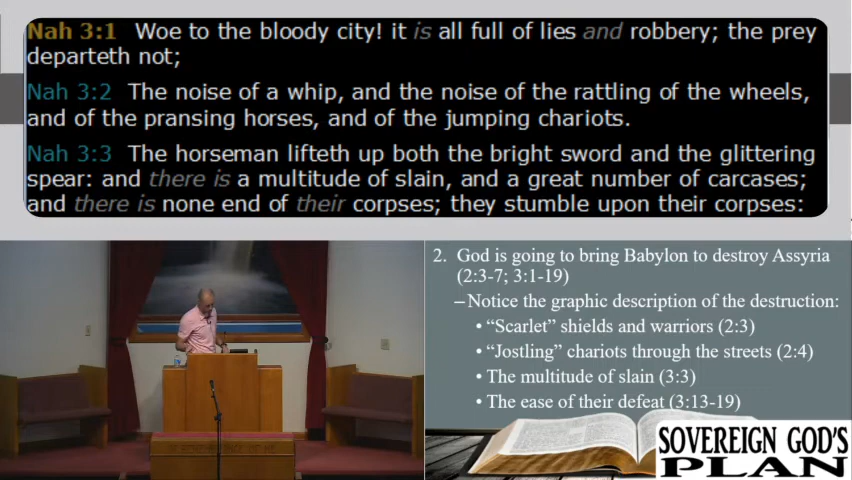 Nah 3:1 Woe to the bloody city! it is all full of lies and robbery; the prey
departeth not;
Nah 3:2 The noise of a whip, and the noise of the rattling of the wheels,
and of the pransing horses, and of the jumping chariots.
Nah 3:3 The horseman lifteth up both the bright sword and the glittering
spear: and there is a multitude of slain, and a great number of carcases;
and there is none end of their corpses; they stumble upon their corpses:
2. God is going to bring Babylon to destroy Assyria
(2:3-7; 3:1-19)
–Notice the graphic description of the destruction:
• “Scarlet” shields and warriors (2:3)
• “Jostling” chariots through the streets (2:4)
• The multitude of slain (3:3)
• The ease of their defeat (3:13-19)
SOVEREIGN GOD'S
PLAN